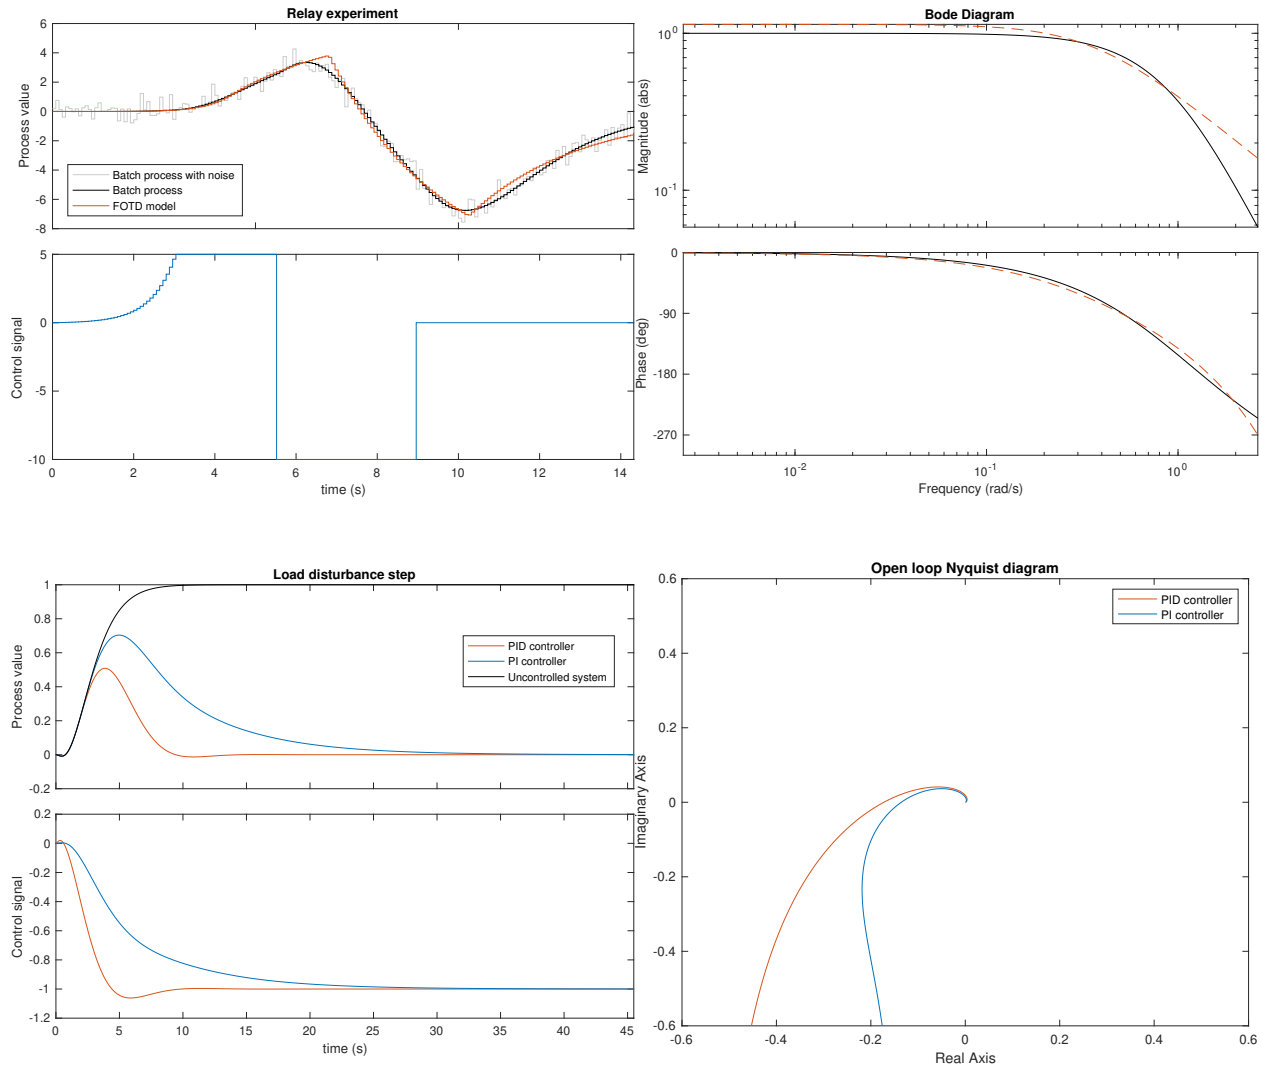 Relay experiment
6
4
2
0
-2
-4
-6
-8
Process value
Batch process with noise
Batch process
FOTD model
5
0
-5
-10
Control signal
0 2 4 6 8 10 12 14
time (s)
Bode Diagram
10^0
10^-1
Magnitude (abs)
0
-90
-180
-270
Phase (deg)
10^-2 10^-1 10^0
Frequency (rad/s)
Load disturbance step
1
0.8
0.6
0.4
0.2
0
-0.2
Process value
PID controller
PI controller
Uncontrolled system
0.2
0
-0.2
-0.4
-0.6
-0.8
-1
-1.2
Control signal
0 5 10 15 20 25 30 35 40 45
time (s)
Open loop Nyquist diagram
0.6
0.4
0.2
0
-0.2
-0.4
-0.6
Imaginary Axis
PID controller
PI controller
-0.6 -0.4 -0.2 0 0.2 0.4 0.6
Real Axis